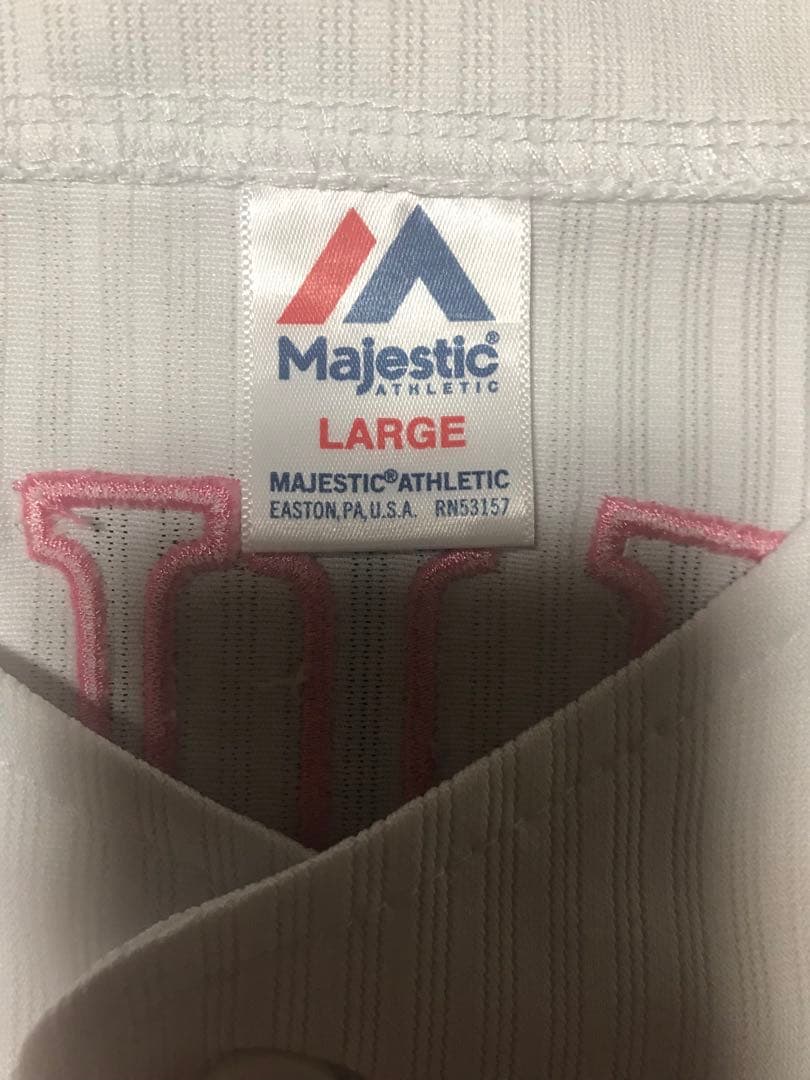 Majestic®
ATHLETIC
LARGE
MAJESTIC®ATHLETIC
EASTON, PA, U.S.A. RN53157